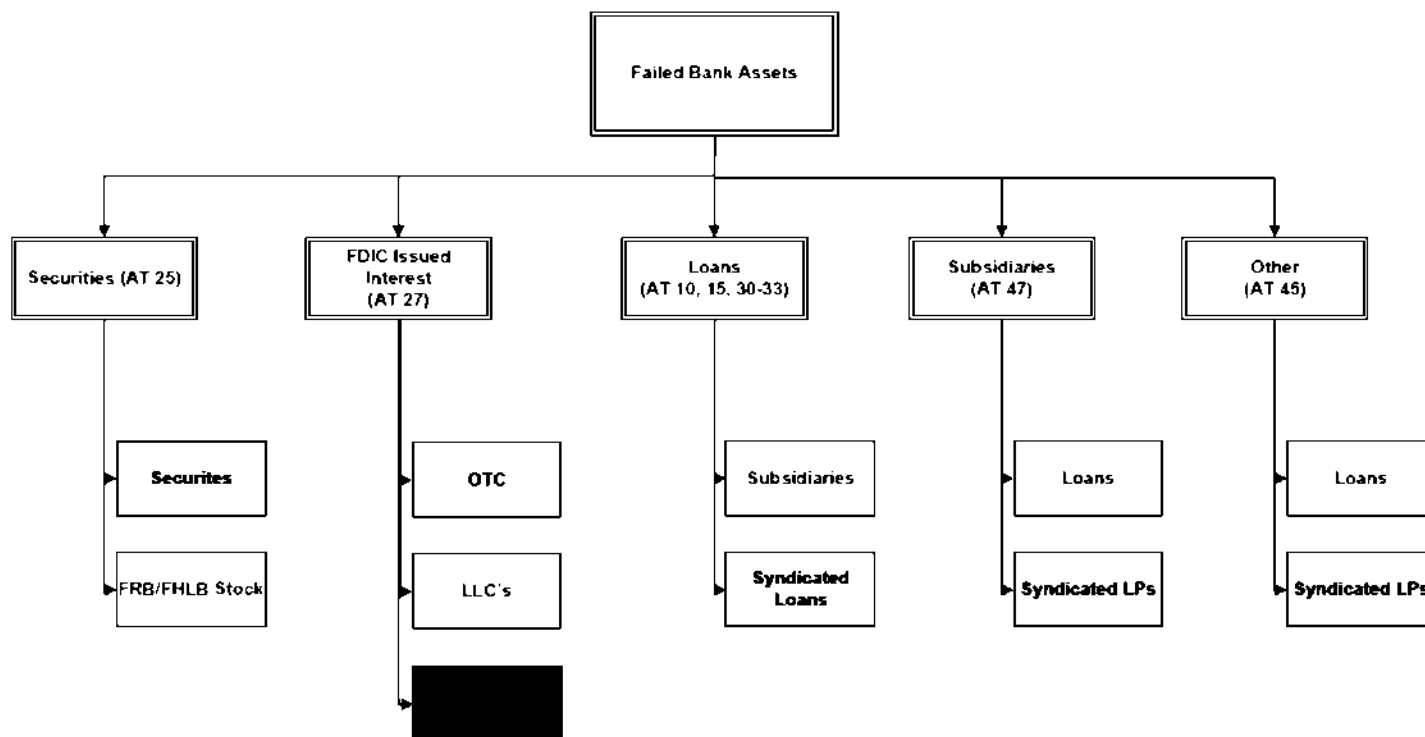 Failed Bank Assets
Securities (AT 25)
FDIC Issued
Interest
(AT 27)
Loans
(AT 10, 15, 30-33)
Subsidiaries
(AT 47)
Other
(AT 45)
Securites
OTC
Subsidiaries
Loans
Loans
FRB/FHLB Stock
LLC's
Syndicated
Loans
Syndicated LPs
Syndicated LPs